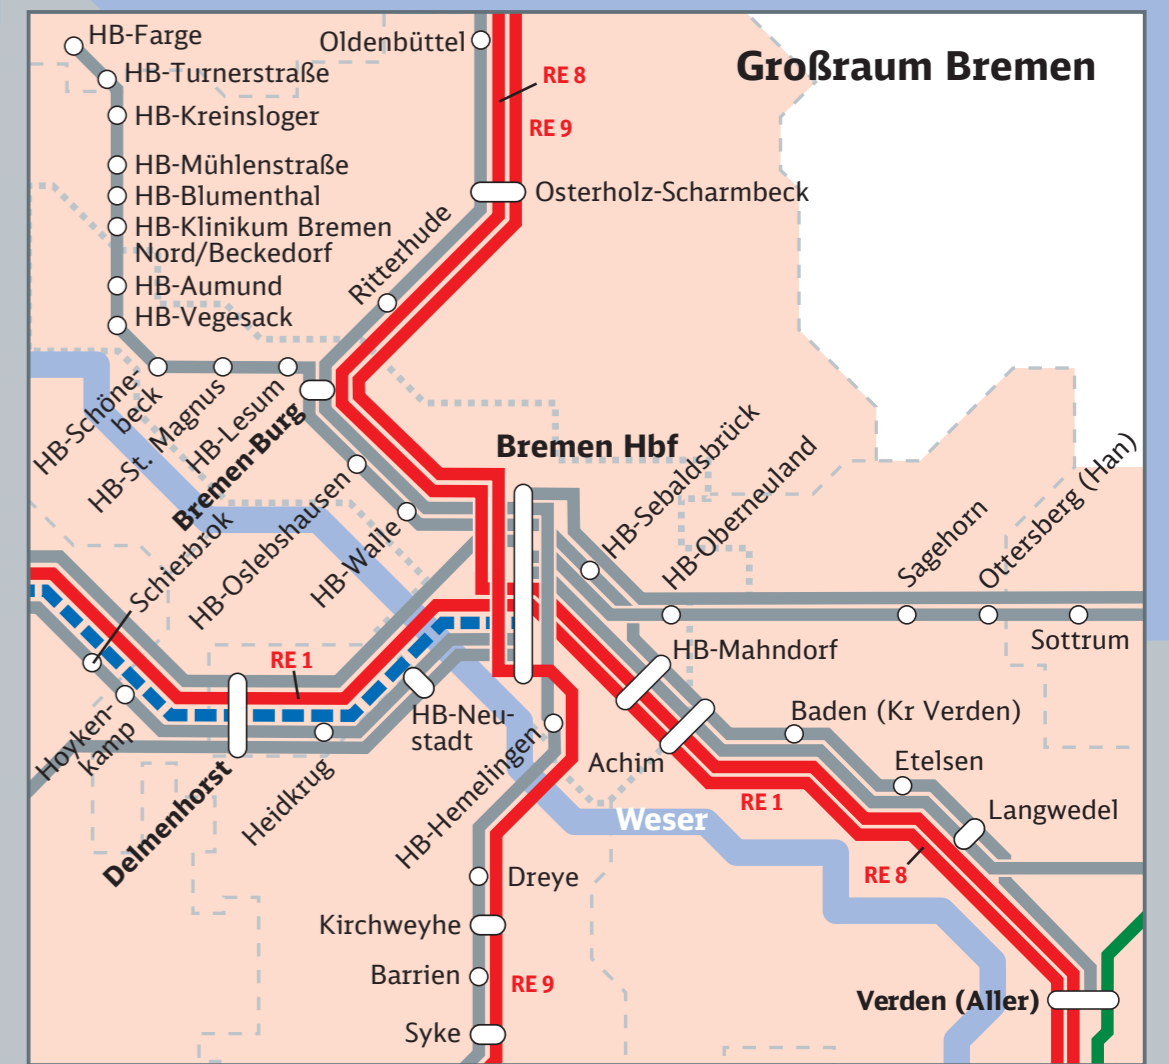 HB-Farge
Oldenbüttel
Großraum Bremen
HB-Turnerstraße
RE 8
HB-Kreinsloger
RE 9
HB-Mühlenstraße
HB-Blumenthal
Osterholz-Scharmbeck
HB-Klinikum Bremen
Nord/Beckedorf
Ritterhude
HB-Aumund
HB-Vegesack
HB-Schöne-
beck
HB-St. Magnus
HB-Lesum
Bremen-Burg
Bremen Hbf
HB-Sebaldsbrück
HB-Oberneuland
Sagehorn
Ottersberg (Han)
Schierbrok
HB-Oslebshausen
HB-Walle
Sottrum
RE 1
HB-Mahndorf
HB-Neu-
stadt
Hoyken-
kamp
Baden (Kr Verden)
Achim
Etelsen
Heidkrug
Delmenhorst
HB-Hemelingen
RE 1
Langwedel
Weser
RE 8
Dreye
Kirchweyhe
Barrien
RE 9
Verden (Aller)
Syke